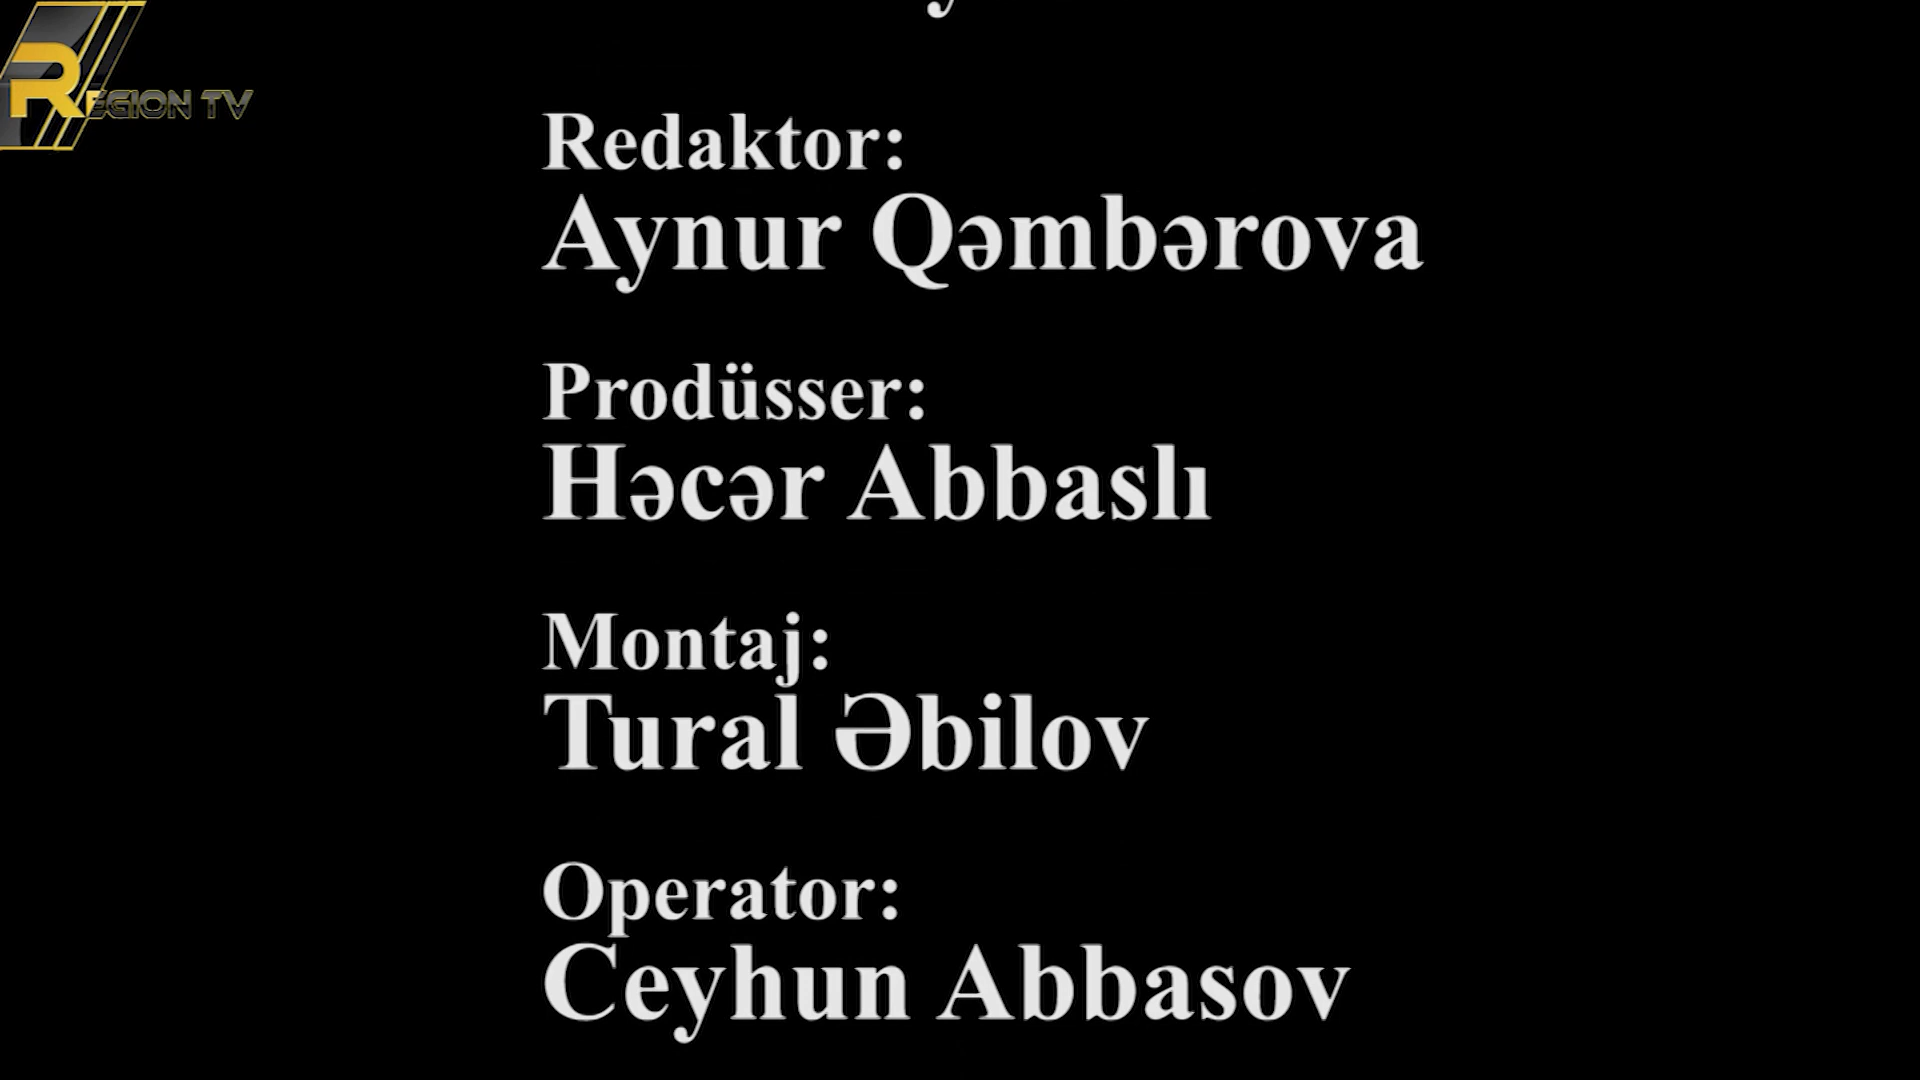 REGION TV
Redaktor:
Aynur Qəmbərova
Prodüsser:
Həcər Abbaslı
Montaj:
Tural Əbilov
Operator:
Ceyhun Abbasov